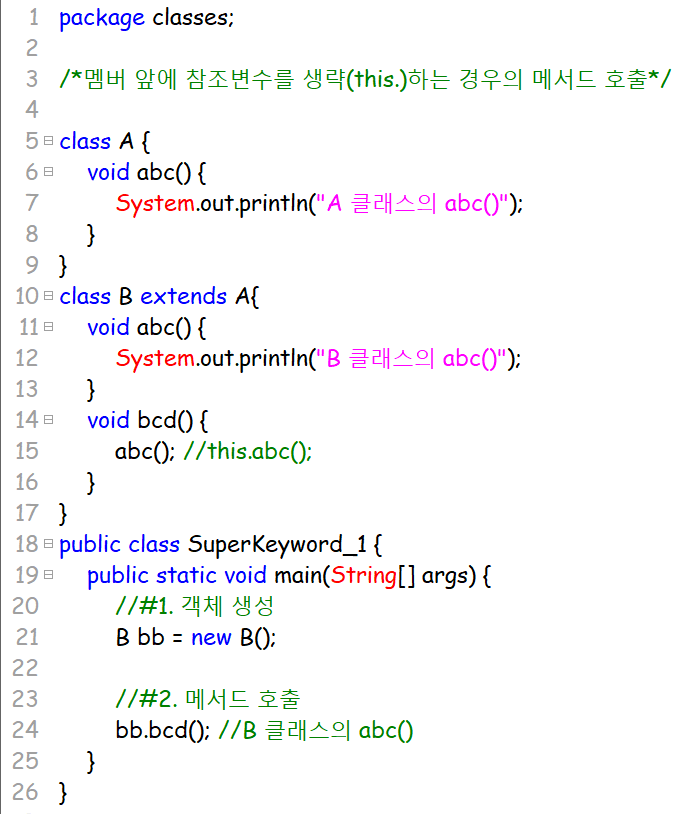 1 package classes;
2
3 /*멤버 앞에 참조변수를 생략(this.)하는 경우의 메서드 호출*/
4
5 class A {
6 void abc() {
7 System.out.println("A 클래스의 abc()");
8 }
9 }
10 class B extends A{
11 void abc() {
12 System.out.println("B 클래스의 abc()");
13 }
14 void bcd() {
15 abc(); //this.abc();
16 }
17 }
18 public class SuperKeyword_1 {
19 public static void main(String[] args) {
20 //#1. 객체 생성
21 B bb = new B();
22
23 //#2. 메서드 호출
24 bb.bcd(); //B 클래스의 abc()
25 }
26 }